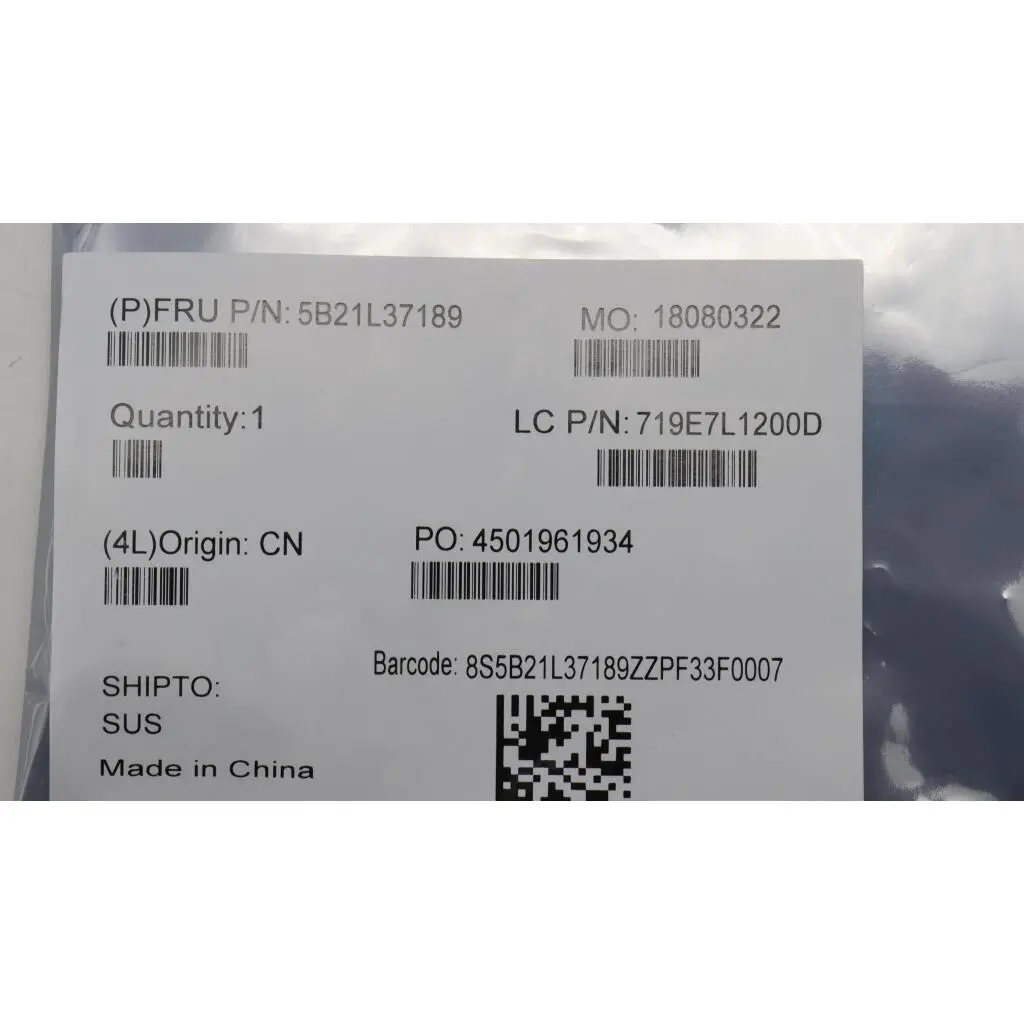 (P)FRU P/N: 5B21L37189
MO: 18080322
Quantity:1
LC P/N: 719E7L1200D
(4L)Origin: CN
PO: 4501961934
Barcode: 8S5B21L37189ZZPF33F0007
SHIPTO:
SUS
Made in China